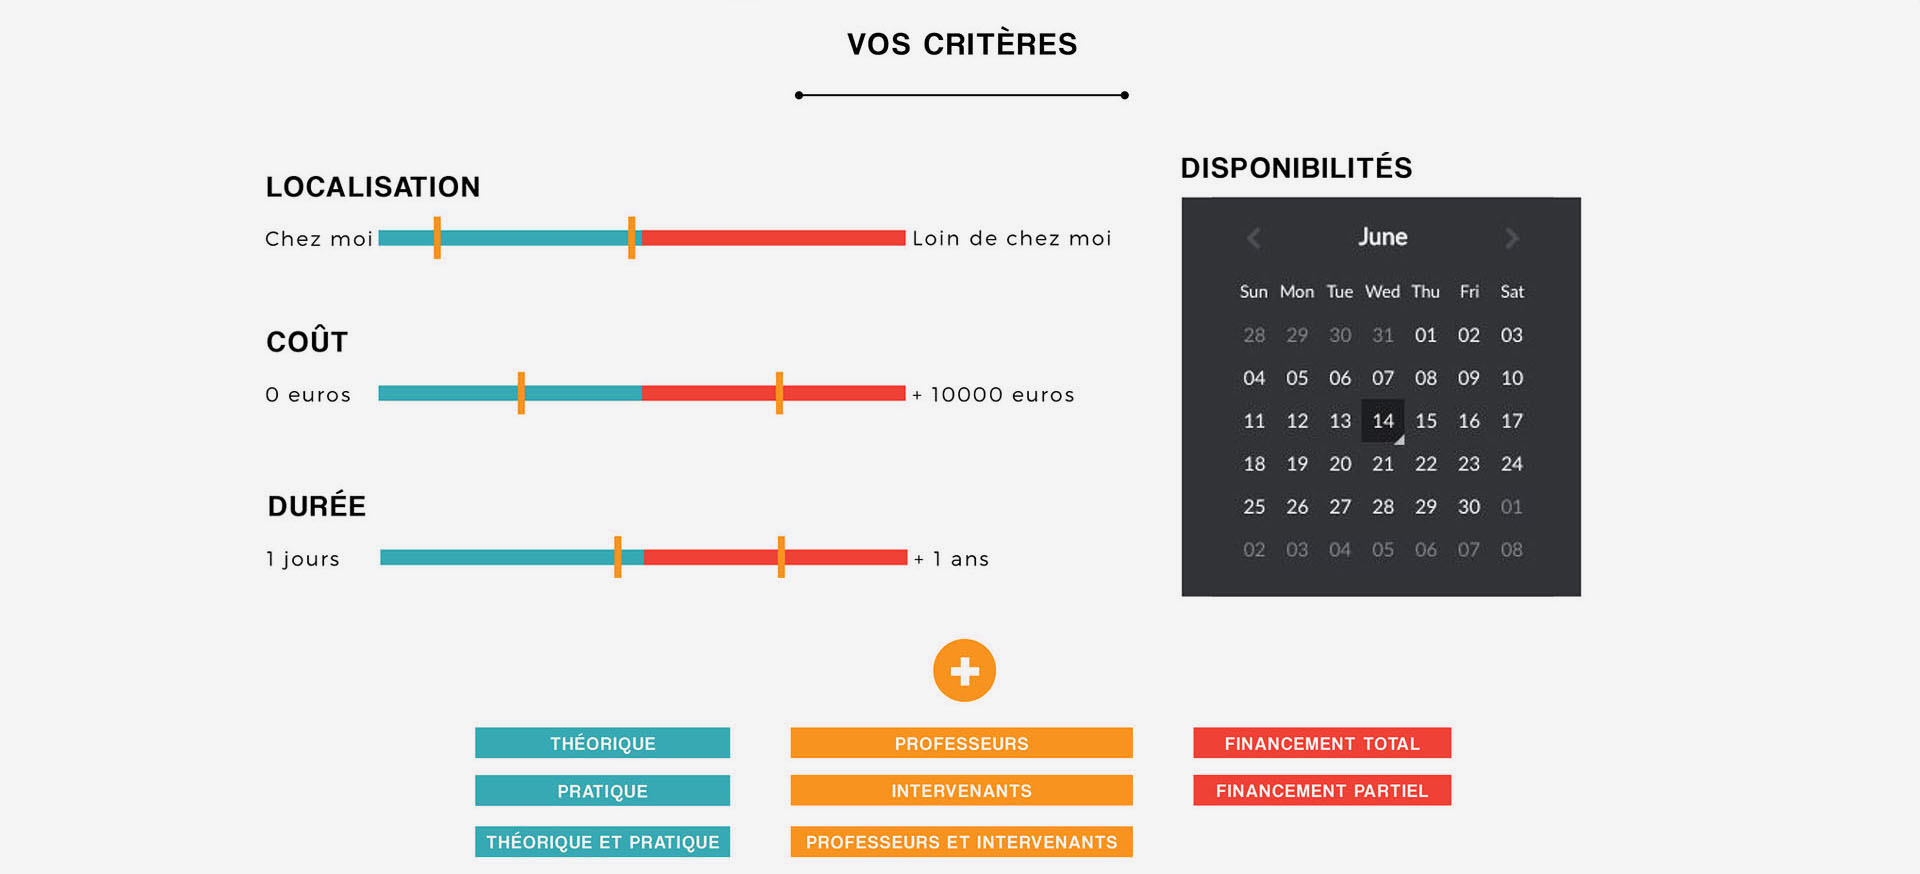 VOS CRITÈRES
LOCALISATION
Chez moi
Loin de chez moi
COÛT
0 euros
+ 10000 euros
DURÉE
1 jours
+ 1 ans
DISPONIBILITÉS
June
Sun Mon Tue Wed Thu Fri Sat
28 29 30 31 01 02 03
04 05 06 07 08 09 10
11 12 13 14 15 16 17
18 19 20 21 22 23 24
25 26 27 28 29 30 01
02 03 04 05 06 07 08
THÉORIQUE
PRATIQUE
THÉORIQUE ET PRATIQUE
PROFESSEURS
INTERVENANTS
PROFESSEURS ET INTERVENANTS
FINANCEMENT TOTAL
FINANCEMENT PARTIEL